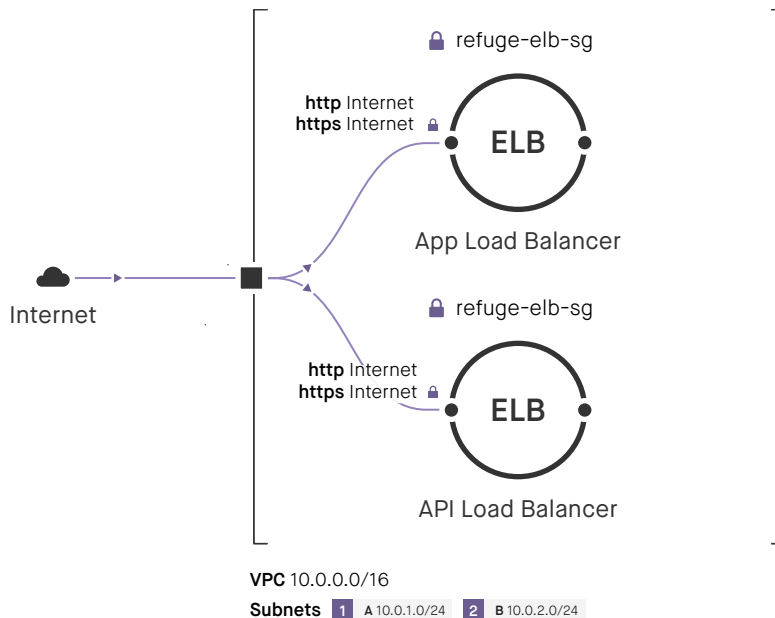 refuge-elb-sg
http Internet
https Internet
ELB
App Load Balancer
Internet
refuge-elb-sg
http Internet
https Internet
ELB
API Load Balancer
VPC 10.0.0.0/16
Subnets 1 A 10.0.1.0/24 2 B 10.0.2.0/24